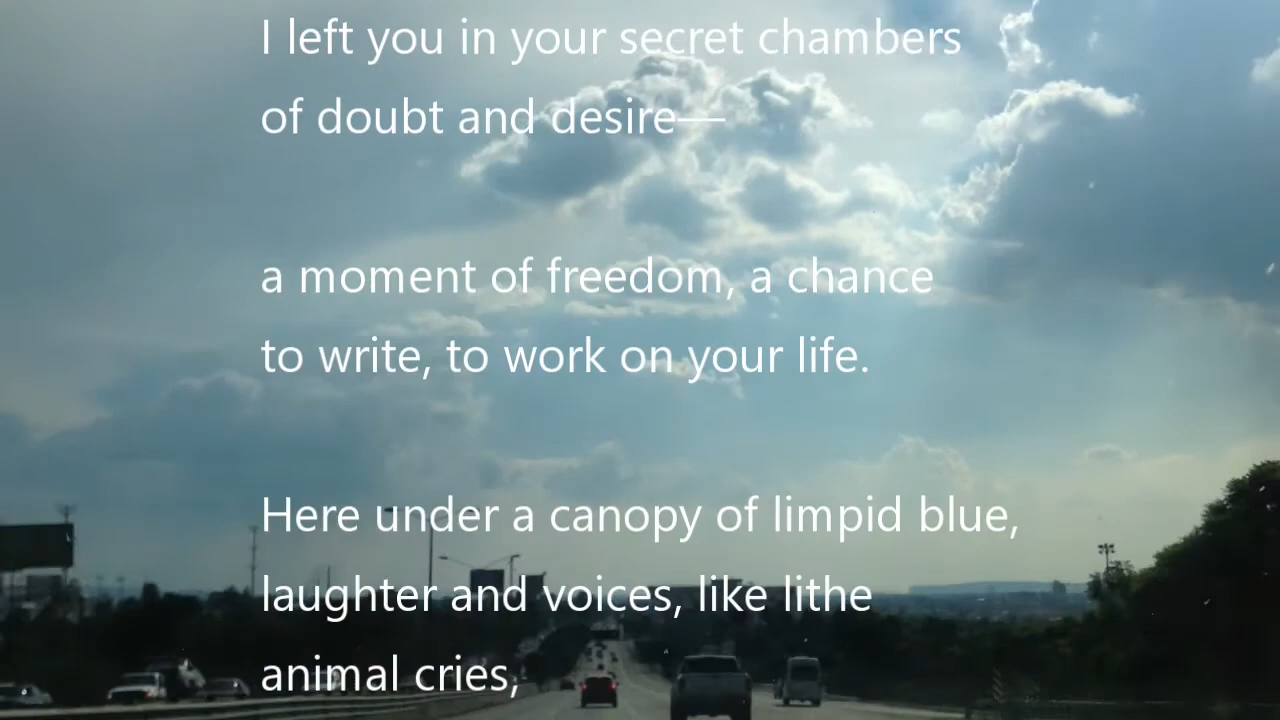 I left you in your secret chambers
of doubt and desire—
a moment of freedom, a chance
to write, to work on your life.
Here under a canopy of limpid blue,
laughter and voices, like lithe
animal cries,